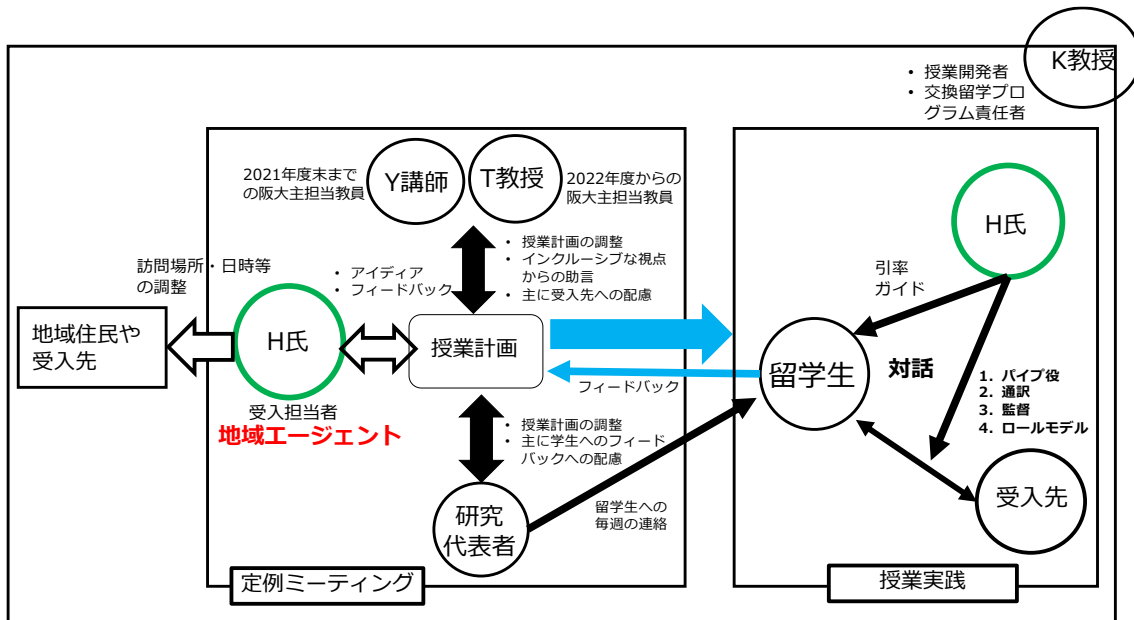 K教授
• 授業開発者
• 交換留学プロ
グラム責任者
2021年度末まで
の阪大主担当教員
Y講師
T教授
2022年度からの
阪大主担当教員
• 授業計画の調整
• インクルーシブな視点
からの助言
• 主に受入先への配慮
訪問場所・日時等
の調整
• アイディア
• フィードバック
地域住民や
受入先
H氏
授業計画
受入担当者
地域エージェント
フィードバック
• 授業計画の調整
• 主に学生へのフィード
バックへの配慮
研究
代表者
留学生への
毎週の連絡
定例ミーティング
H氏
引率
ガイド
留学生
対話
1. パイプ役
2. 通訳
3. 監督
4. ロールモデル
受入先
授業実践